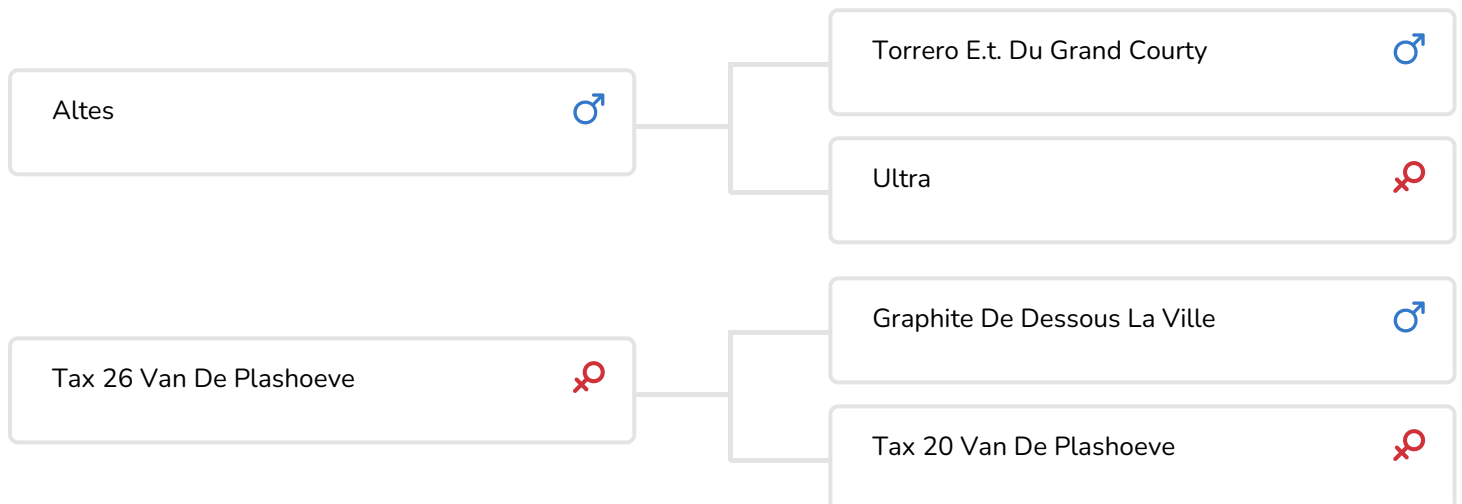 Torrero E.t. Du Grand Courty
Altes
Ultra
Graphite De Dessous La Ville
Tax 26 Van De Plashoeve
Tax 20 Van De Plashoeve